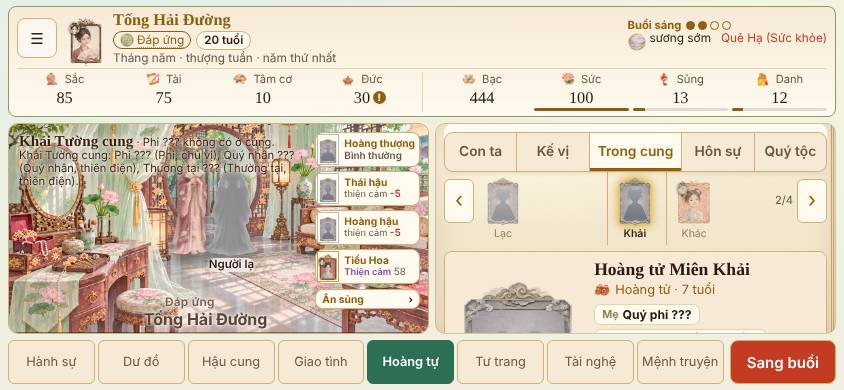 Tống Hải Đường
Đáp ứng 20 tuổi
Tháng năm · thượng tuần · năm thứ nhất
Buổi sáng
sương sớm Quê Hạ (Sức khỏe)
Sắc Tài Tâm cơ Đức Bạc Sức Sủng Danh
85 75 10 30 ! 444 100 13 12
Khải Tường cung · Phi ??? không có ở cung.
Khải Tường cung: Phi ??? (Phi, chủ vị), Quý nhân ???
(Quý nhân, thiên điện), Thường tại ??? (Thường tại,
thiên điện).
Hoàng thượng
Bình thường
Thái hậu
thiện cảm -5
Hoàng hậu
thiện cảm -5
Tiểu Hoa
Thiện cảm 58
Ân sủng ›
Người lạ
Đáp ứng
Tống Hải Đường
Con ta Kế vị Trong cung Hôn sự Quý tộc
‹ Lạc Khải Khác 2/4 ›
Hoàng tử Miên Khải
Hoàng tử · 7 tuổi
Mẹ Quý phi ???
Hành sự Dư đồ Hậu cung Giao tình Hoàng tự Tư trang Tài nghệ Mệnh truyện Sang buổi